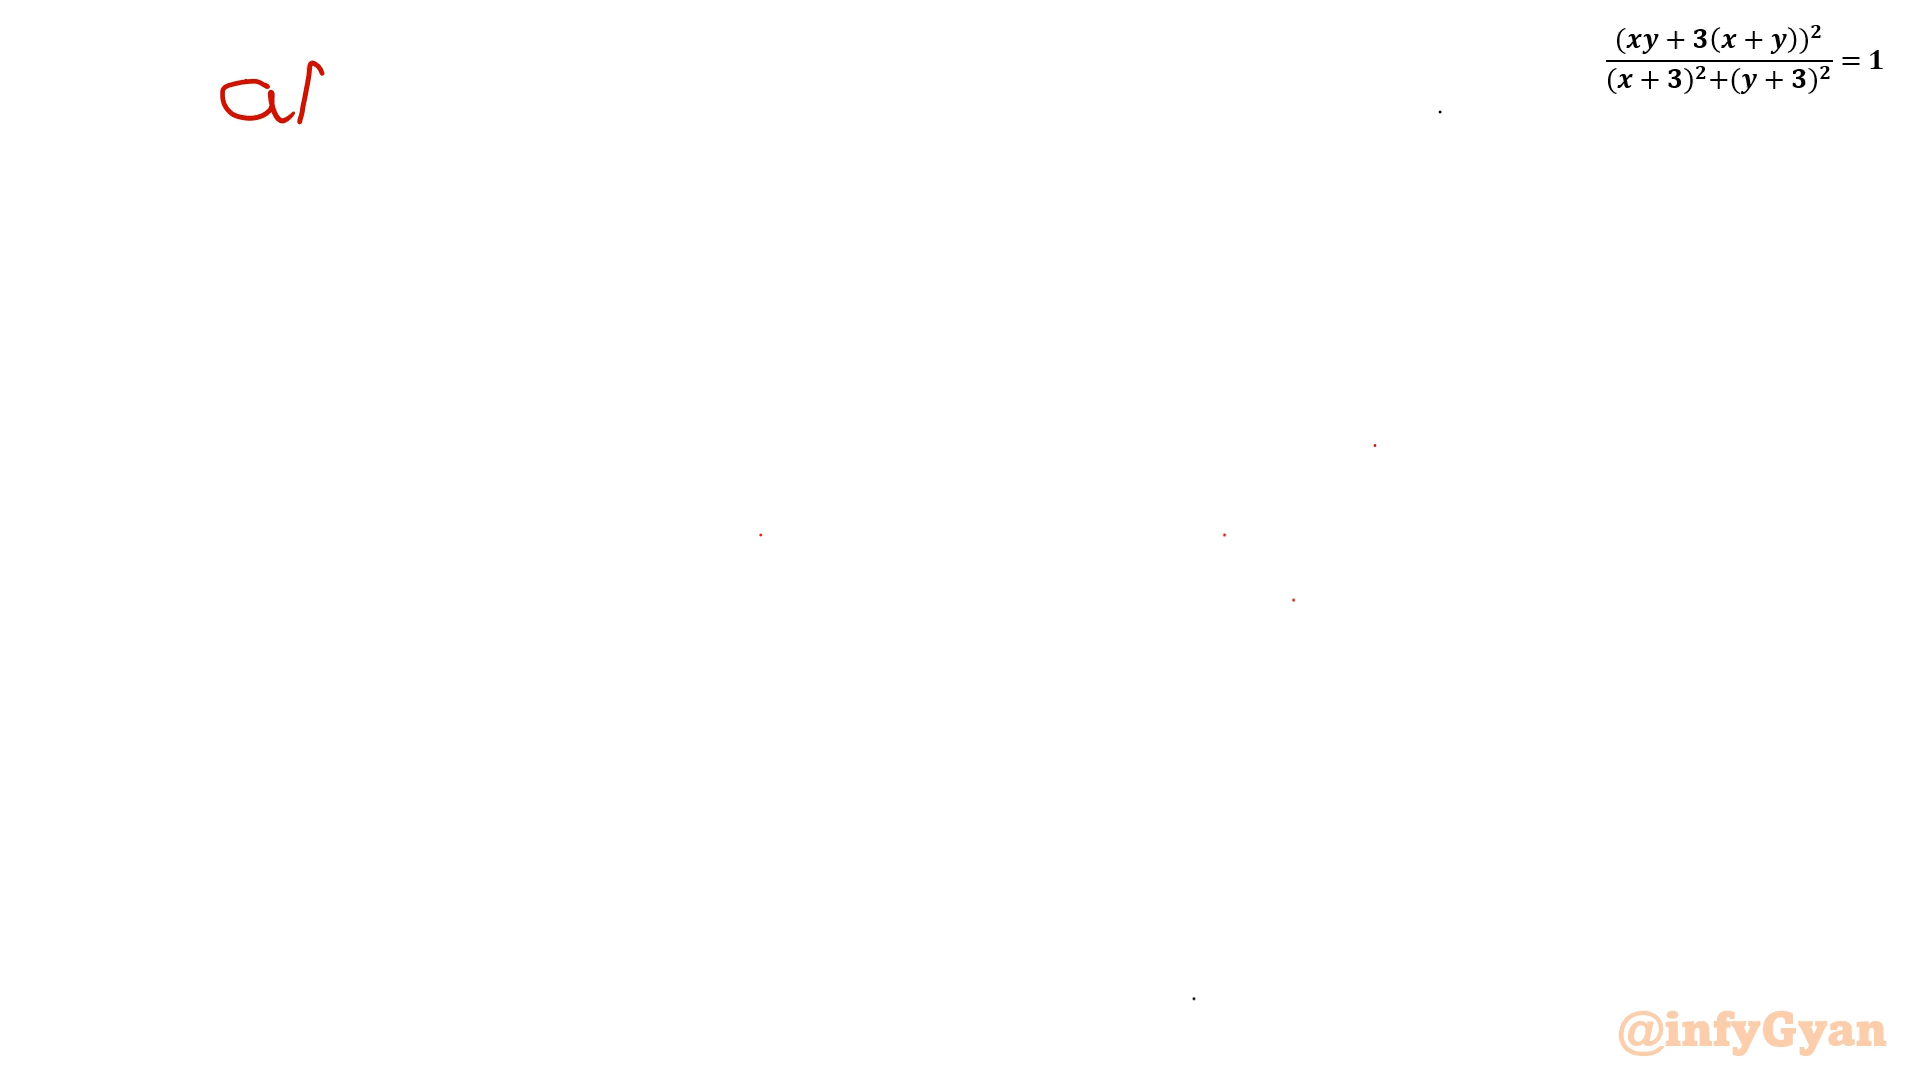 (xy + 3(x + y))²
(x + 3)²+(y + 3)² = 1
@infyGyan